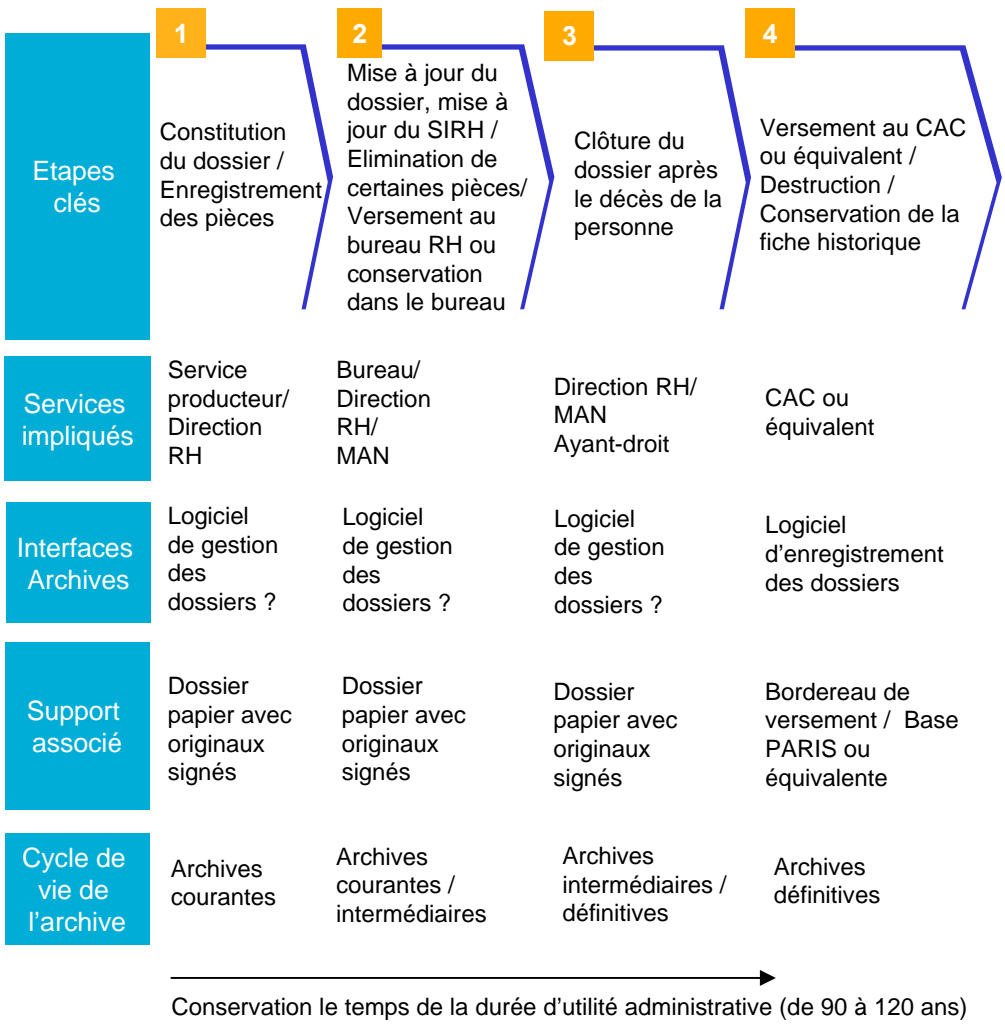 1
2
3
4
Etapes
clés
Constitution
du dossier /
Enregistrement
des pièces
Mise à jour du
dossier, mise à
jour du SIRH /
Elimination de
certaines pièces/
Versement au
bureau RH ou
conservation
dans le bureau
Clôture du
dossier après
le décès de la
personne
Versement au CAC
ou équivalent /
Destruction /
Conservation de la
fiche historique
Services
impliqués
Service
producteur/
Direction
RH
Bureau/
Direction
RH/
MAN
Direction RH/
MAN
Ayant-droit
CAC ou
équivalent
Interfaces
Archives
Logiciel
de gestion
des
dossiers ?
Logiciel
de gestion
des
dossiers ?
Logiciel
de gestion
des
dossiers ?
Logiciel
d'enregistrement
des dossiers
Support
associé
Dossier
papier avec
originaux
signés
Dossier
papier avec
originaux
signés
Dossier
papier avec
originaux
signés
Bordereau de
versement / Base
PARIS ou
équivalente
Cycle de
vie de
l'archive
Archives
courantes
Archives
courantes /
intermédiaires
Archives
intermédiaires /
définitives
Archives
définitives
Conservation le temps de la durée d'utilité administrative (de 90 à 120 ans)